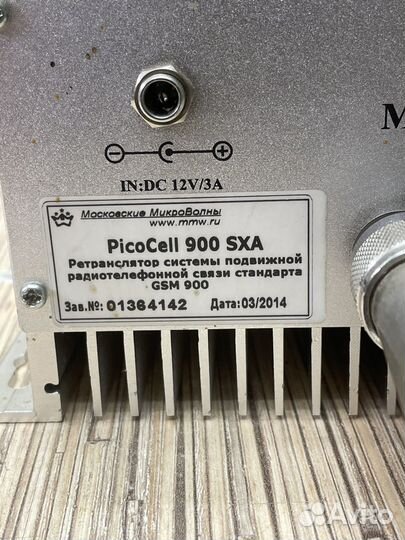 M
IN:DC 12V/3A
Московские МикроВолны
www.mmw.ru
PicoCell 900 SXA
Ретранслятор системы подвижной
радиотелефонной связи стандарта
GSM 900
Зав.№: 01364142 Дата: 03/2014
Avito